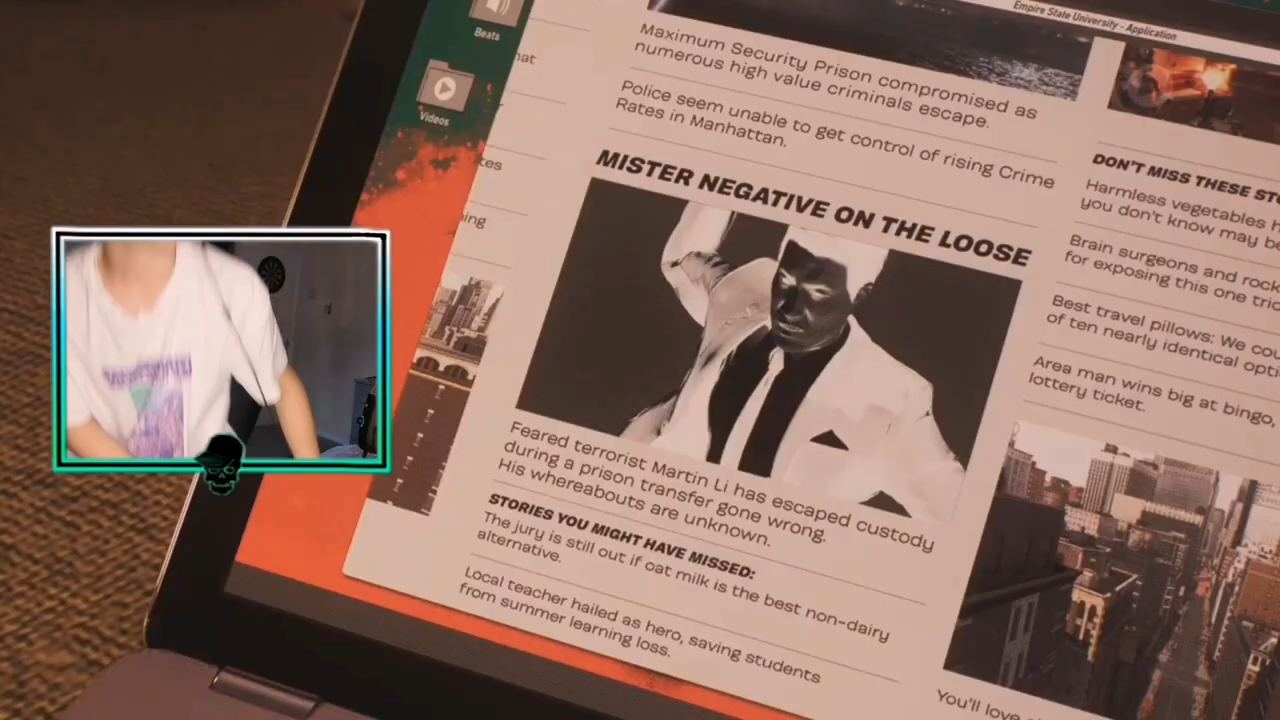 Empire State University - Application
Beats
Videos
Maximum Security Prison compromised as
numerous high value criminals escape.
Police seem unable to get control of rising Crime
Rates in Manhattan.
MISTER NEGATIVE ON THE LOOSE
Feared terrorist Martin Li has escaped custody
during a prison transfer gone wrong.
His whereabouts are unknown.
STORIES YOU MIGHT HAVE MISSED:
The jury is still out if oat milk is the best non-dairy
alternative.
Local teacher hailed as hero, saving students
from summer learning loss.
DON'T MISS THESE
Harmless vegetables
you don't know may be
Brain surgeons and
for exposing this one
Best travel pillows: We
of ten nearly identical
Area man wins big at bingo,
lottery ticket.
You'll love